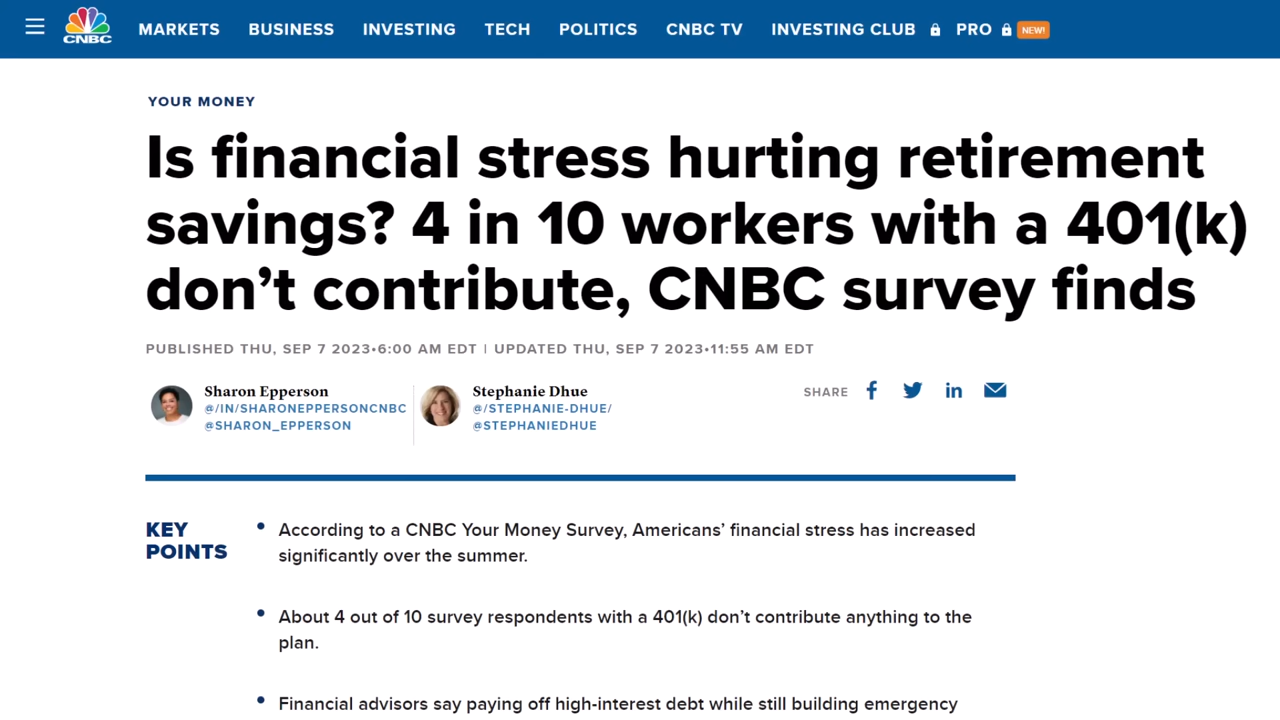 CNBC
MARKETS BUSINESS INVESTING TECH POLITICS CNBC TV INVESTING CLUB PRO NEW!
YOUR MONEY
Is financial stress hurting retirement
savings? 4 in 10 workers with a 401(k)
don’t contribute, CNBC survey finds
PUBLISHED THU, SEP 7 2023•6:00 AM EDT | UPDATED THU, SEP 7 2023•11:55 AM EDT
Sharon Epperson
@/IN/SHARONEPPERSONCNBC
@SHARON_EPPERSON
Stephanie Dhue
@/STEPHANIE-DHUE/
@STEPHANIEDHUE
SHARE
KEY
POINTS
• According to a CNBC Your Money Survey, Americans’ financial stress has increased
significantly over the summer.
• About 4 out of 10 survey respondents with a 401(k) don’t contribute anything to the
plan.
• Financial advisors say paying off high-interest debt while still building emergency